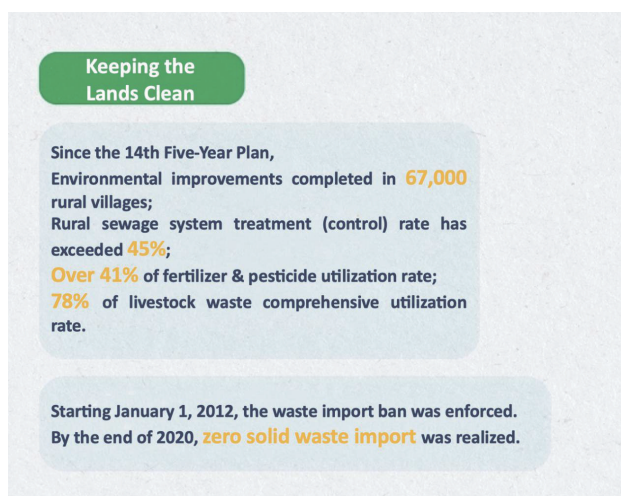 Keeping the
Lands Clean
Since the 14th Five-Year Plan,
Environmental improvements completed in 67,000
rural villages;
Rural sewage system treatment (control) rate has
exceeded 45%;
Over 41% of fertilizer & pesticide utilization rate;
78% of livestock waste comprehensive utilization
rate.
Starting January 1, 2012, the waste import ban was enforced.
By the end of 2020, zero solid waste import was realized.